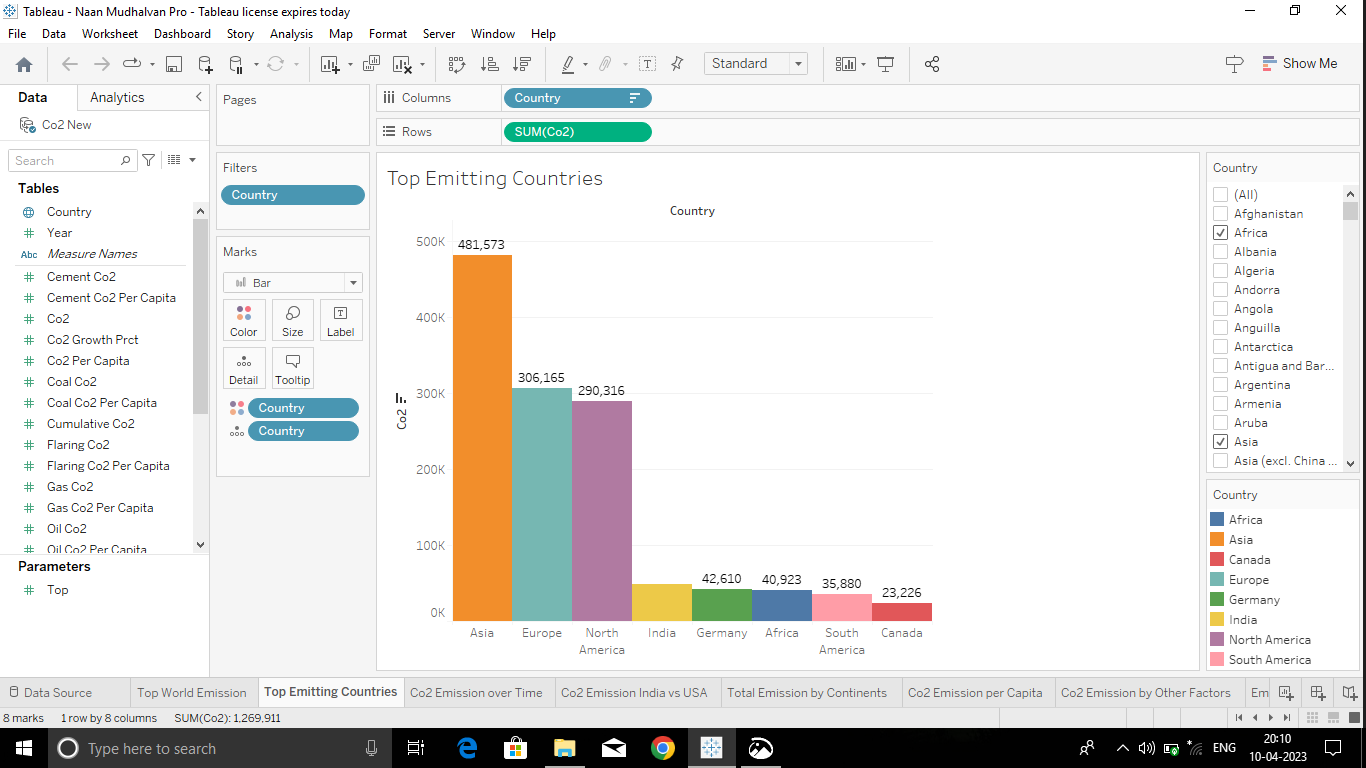 Tableau - Naan Mudhalvan Pro - Tableau license expires today
File Data Worksheet Dashboard Story Analysis Map Format Server Window Help
Standard
Show Me
Data Analytics
Co2 New
Search
Tables
Country
Year
Abc Measure Names
Cement Co2
Cement Co2 Per Capita
Co2
Co2 Growth Prct
Co2 Per Capita
Coal Co2
Coal Co2 Per Capita
Cumulative Co2
Flaring Co2
Flaring Co2 Per Capita
Gas Co2
Gas Co2 Per Capita
Oil Co2
Oil Co2 Per Capita
Parameters
Top
Pages
Filters
Country
Marks
Bar
Color Size Label
Detail Tooltip
Country
Country
Columns Country
Rows SUM(Co2)
Top Emitting Countries
Country
500K
400K
300K
200K
100K
0K
Co2
481,573
306,165
290,316
42,610
40,923
35,880
23,226
Asia
Europe
North America
India
Germany
Africa
South America
Canada
Country
(All)
Afghanistan
Africa
Albania
Algeria
Andorra
Angola
Anguilla
Antarctica
Antigua and Bar...
Argentina
Armenia
Aruba
Asia
Asia (excl. China ...
Country
Africa
Asia
Canada
Europe
Germany
India
North America
South America
Data Source Top World Emission Top Emitting Countries Co2 Emission over Time Co2 Emission India vs USA Total Emission by Continents Co2 Emission per Capita Co2 Emission by Other Factors Em
8 marks 1 row by 8 columns SUM(Co2): 1,269,911
Type here to search
ENG
20:10
10-04-2023